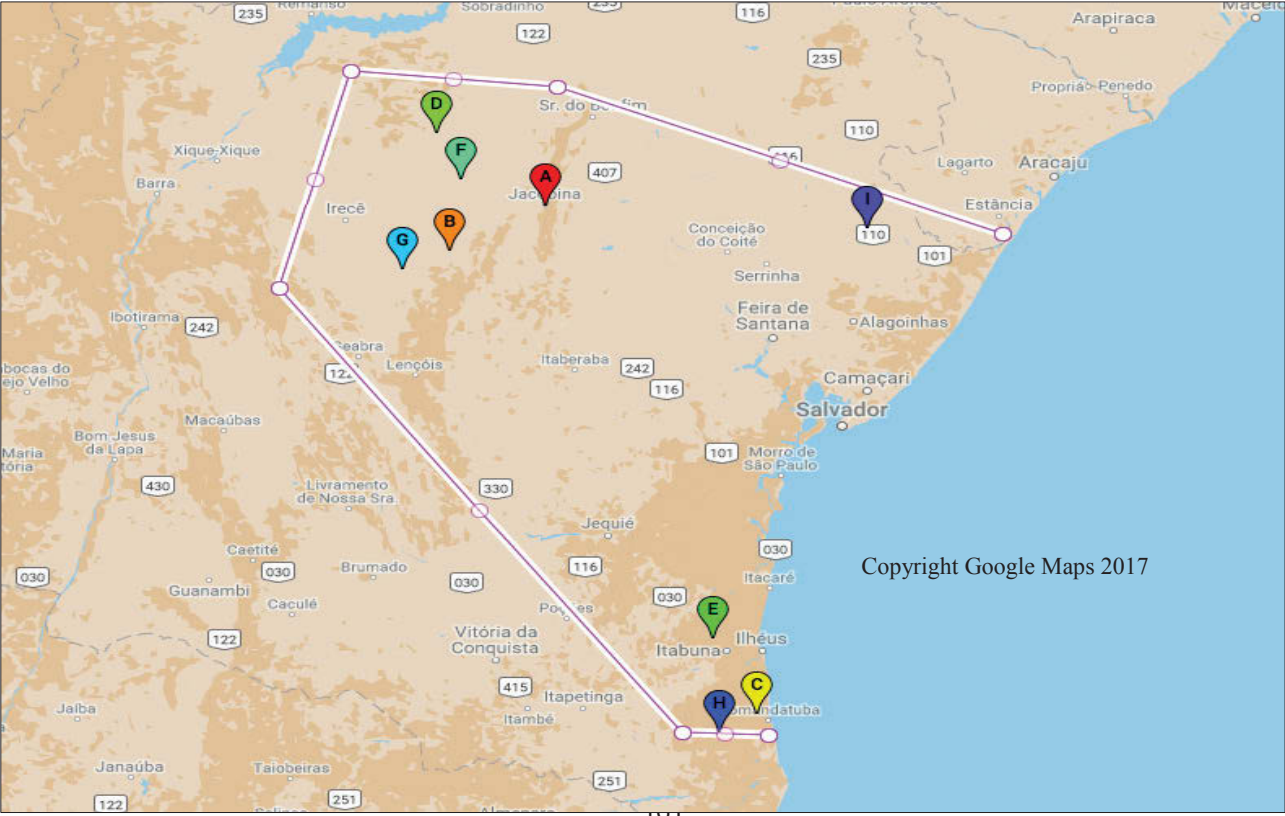 Remanso
Sobradinho
235
116
122
235
Arapiraca
Propriá
Penedo
D
Sr. do
fim
110
F
Xique-Xique
116
Lagarto
Aracaju
Barra
A
407
Irecê
I
Estância
B
Conceição
do Coité
110
G
101
Serrinha
Ibotirama
242
Feira de
Santana
Alagoinhas
Seabra
Lençóis
Itaberaba
242
122
116
Camaçari
Salvador
Macaúbas
Bom Jesus
da Lapa
101
Morro de
São Paulo
430
Livramento
de Nossa Sra.
330
Jequié
030
Caetité
030
Brumado
116
Copyright Google Maps 2017
030
Guanambi
Caculé
030
030
Itacaré
E
122
Vitória da
Conquista
Itabuna
Ilhéus
415
Itapetinga
C
H
Jalba
Itambé
Janaúba
Taiobeiras
251
122
251